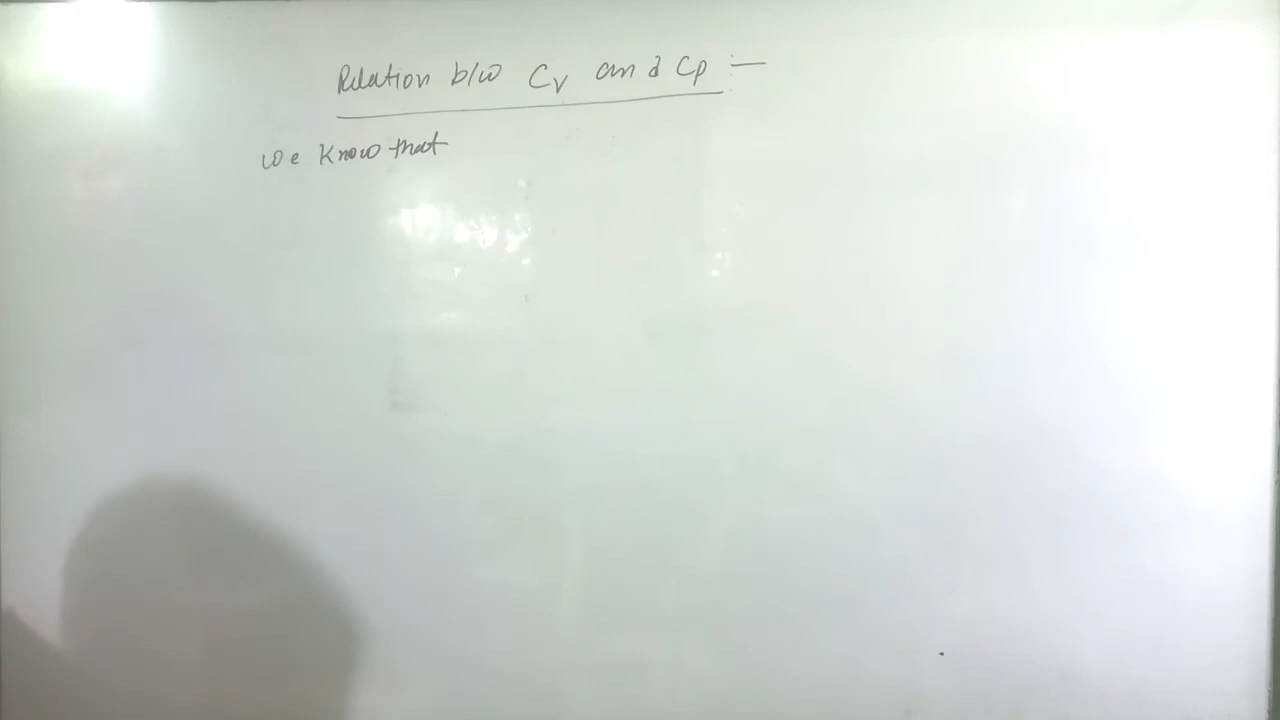 Relation b/w Cv and Cp :—
we know that